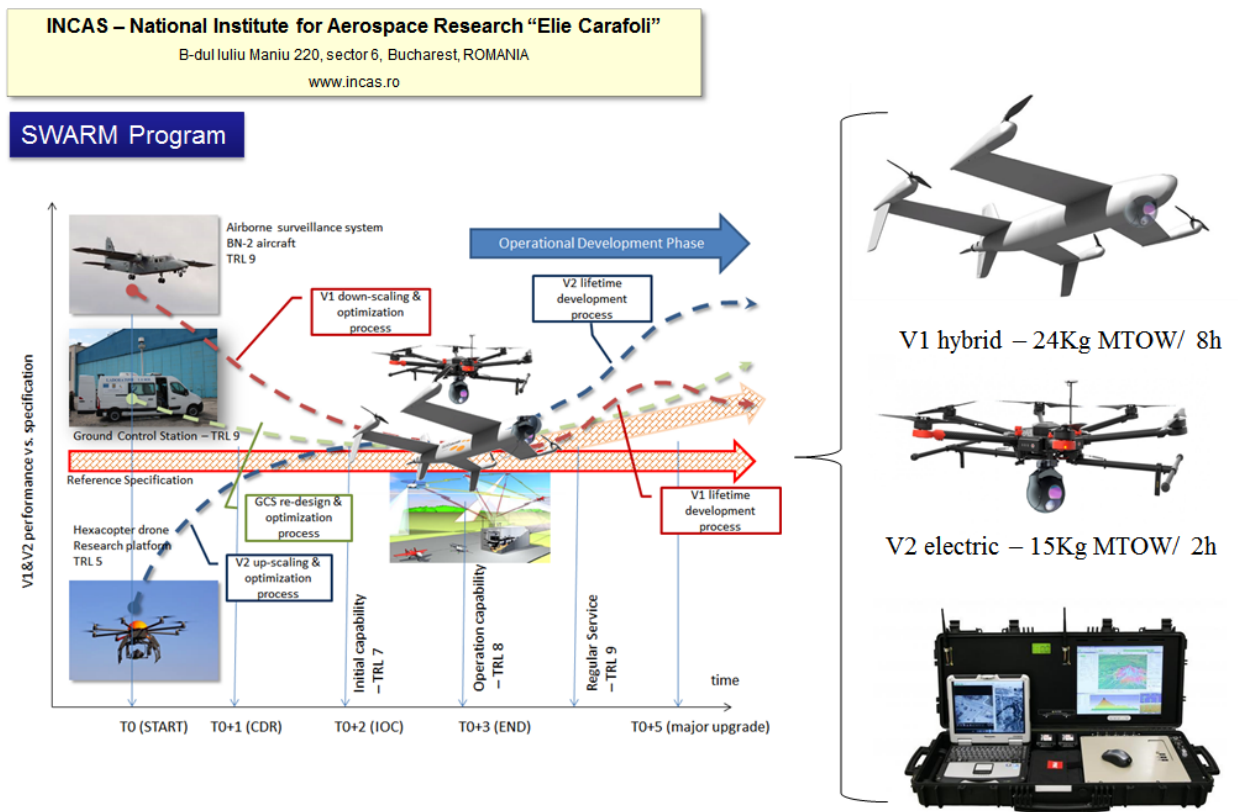 INCAS – National Institute for Aerospace Research “Elie Carafoli”
B-dul Iuliu Maniu 220, sector 6, Bucharest, ROMANIA
www.incas.ro
SWARM Program
V1&V2 performance vs. specification
Airborne surveillance system
BN-2 aircraft
TRL 9
Operational Development Phase
V1 down-scaling &
optimization
process
V2 lifetime
development
process
Ground Control Station – TRL 9
Reference Specification
GCS re-design &
optimization
process
V1 lifetime
development
process
Hexacopter drone
Research platform
TRL 5
V2 up-scaling &
optimization
process
Initial capability
– TRL 7
Operation capability
– TRL 8
Regular Service
– TRL 9
time
T0 (START)
T0+1 (CDR)
T0+2 (IOC)
T0+3 (END)
T0+5 (major upgrade)
V1 hybrid – 24Kg MTOW/ 8h
V2 electric – 15Kg MTOW/ 2h